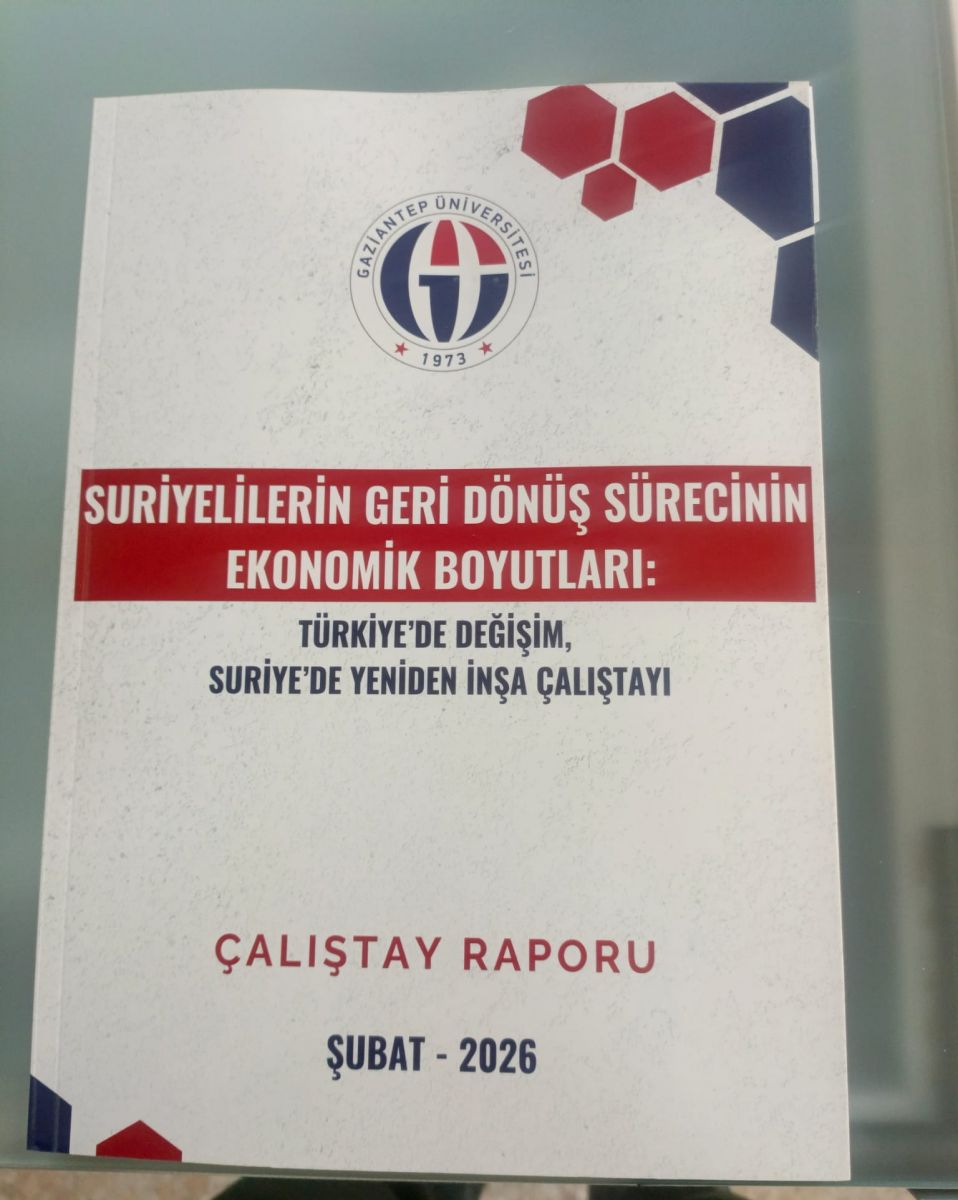 GAZİANTEP ÜNİVERSİTESİ
1973
SURİYELİLERİN GERİ DÖNÜŞ SÜRECİNİN
EKONOMİK BOYUTLARI:
TÜRKİYE'DE DEĞİŞİM,
SURİYE'DE YENİDEN İNŞA ÇALIŞTAYI
ÇALIŞTAY RAPORU
ŞUBAT - 2026